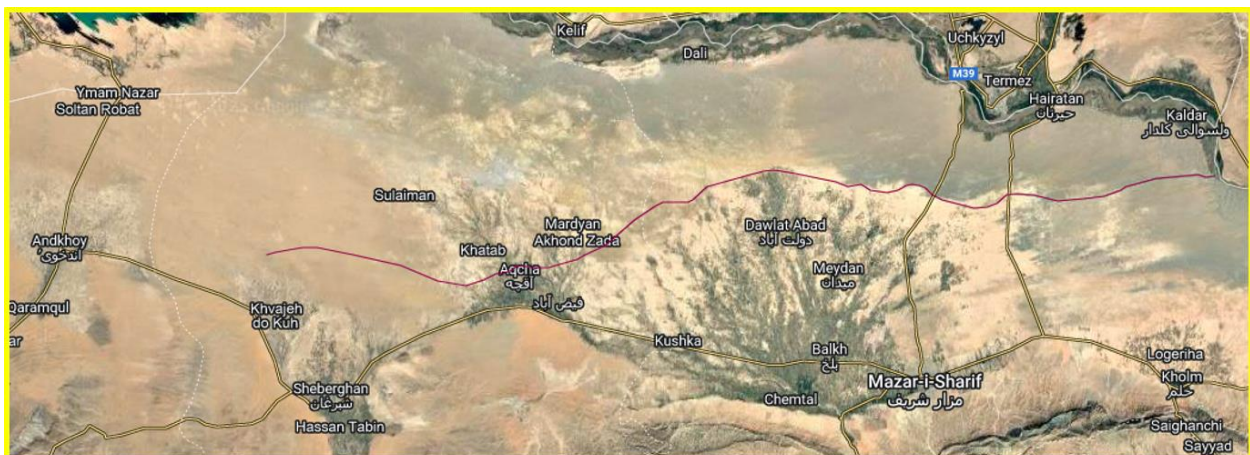 Kelif
Uchkyzyl
Dali
M39
Termez
Ymam Nazar
Soltan Robat
Hairatan
حیرتان
Kaldar
ولسوالی کلدار
Sulaiman
Mardyan
Akhond Zada
Dawlat Abad
دولت آباد
Andkhoy
اندخوی
Khatab
Aqcha
آقچه
Meydan
میدان
Qaramqul
Khvajeh
do Kuh
فیض آباد
ar
Kushka
Balkh
بلخ
Logeriha
Mazar-i-Sharif
مزار شریف
Kholm
خلم
Sheberghan
شبرغان
Chemtal
Hassan Tabin
Saighanchi
Sayyad